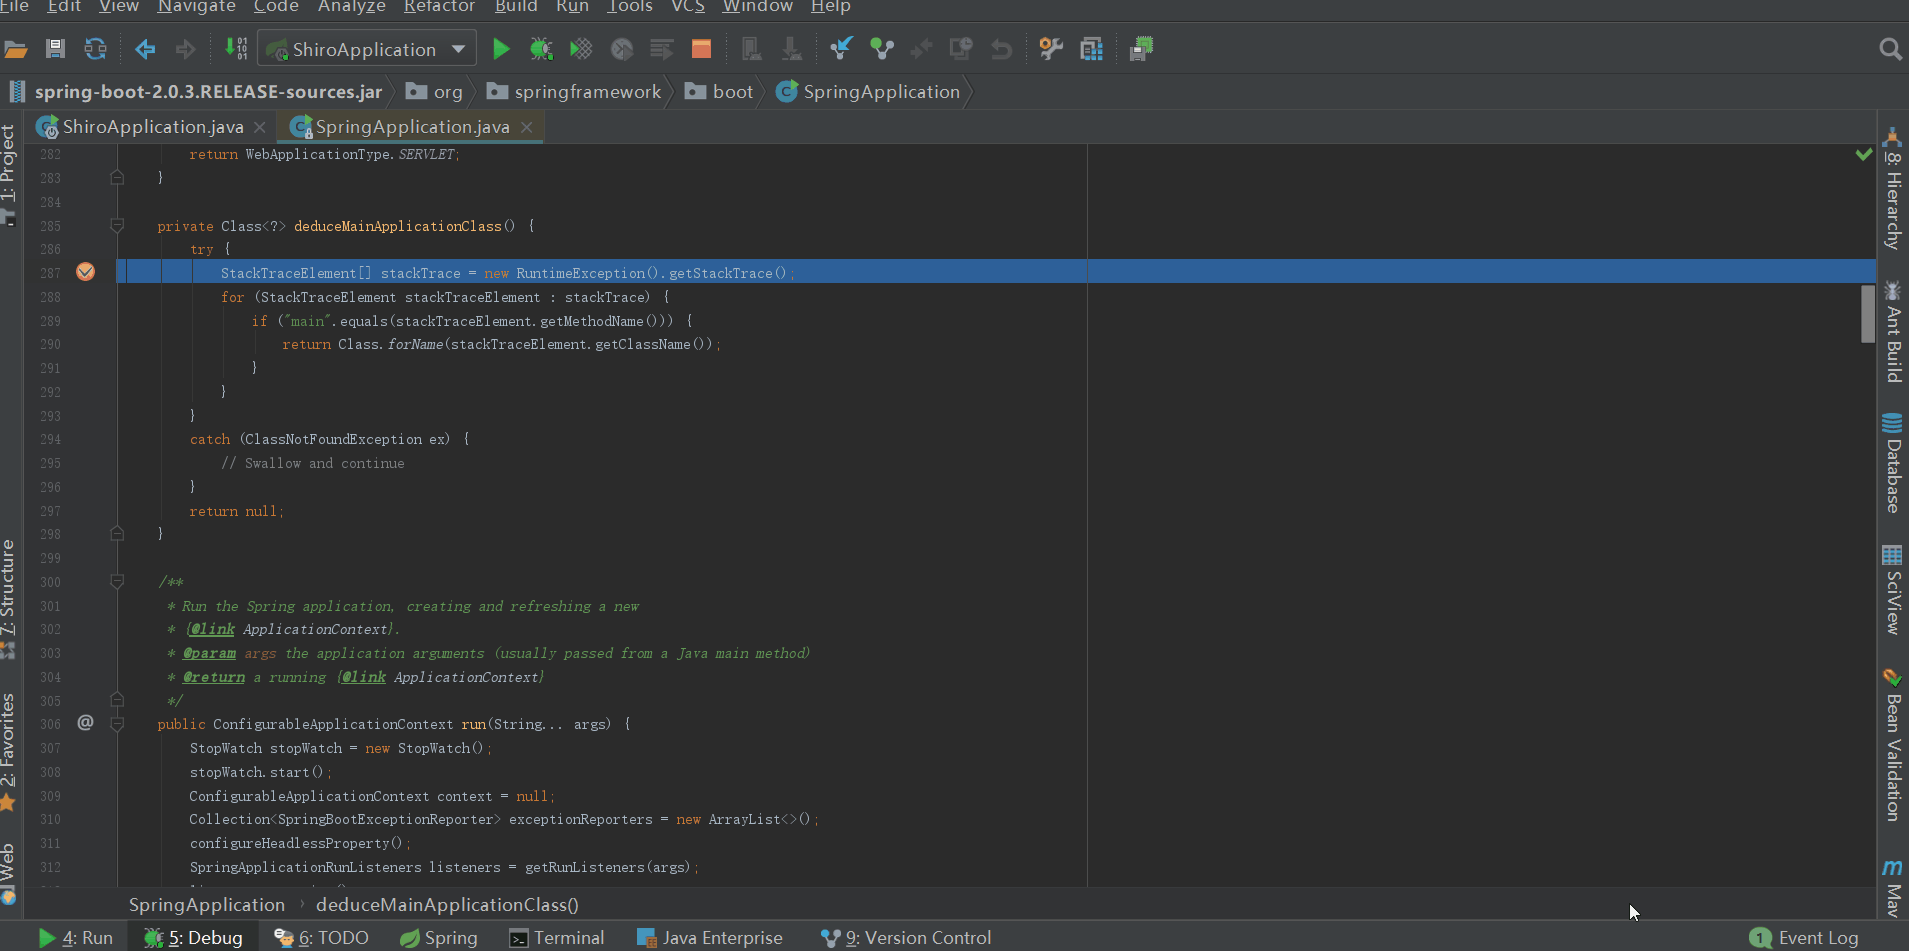 File Edit View Navigate Code Analyze Refactor Build Run Tools VCS Window Help
ShiroApplication
spring-boot-2.0.3.RELEASE-sources.jar org springframework boot SpringApplication
ShiroApplication.java SpringApplication.java
282 return WebApplicationType.SERVLET;
283 }
284
285 private Class<?> deduceMainApplicationClass() {
286 try {
287 StackTraceElement[] stackTrace = new RuntimeException().getStackTrace();
288 for (StackTraceElement stackTraceElement : stackTrace) {
289 if ("main".equals(stackTraceElement.getMethodName())) {
290 return Class.forName(stackTraceElement.getClassName());
291 }
292 }
293 }
294 catch (ClassNotFoundException ex) {
295 // Swallow and continue
296 }
297 return null;
298 }
299
300 /**
301 * Run the Spring application, creating and refreshing a new
302 * {@link ApplicationContext}.
303 * @param args the application arguments (usually passed from a Java main method)
304 * @return a running {@link ApplicationContext}
305 */
306 @ public ConfigurableApplicationContext run(String... args) {
307 StopWatch stopWatch = new StopWatch();
308 stopWatch.start();
309 ConfigurableApplicationContext context = null;
310 Collection<SpringBootExceptionReporter> exceptionReporters = new ArrayList<>();
311 configureHeadlessProperty();
312 SpringApplicationRunListeners listeners = getRunListeners(args);
SpringApplication › deduceMainApplicationClass()
4: Run 5: Debug 6: TODO Spring Terminal Java Enterprise 9: Version Control 1 Event Log
1: Project
7: Structure
2: Favorites
Web
8: Hierarchy
Ant Build
Database
SciView
Bean Validation
m Mav